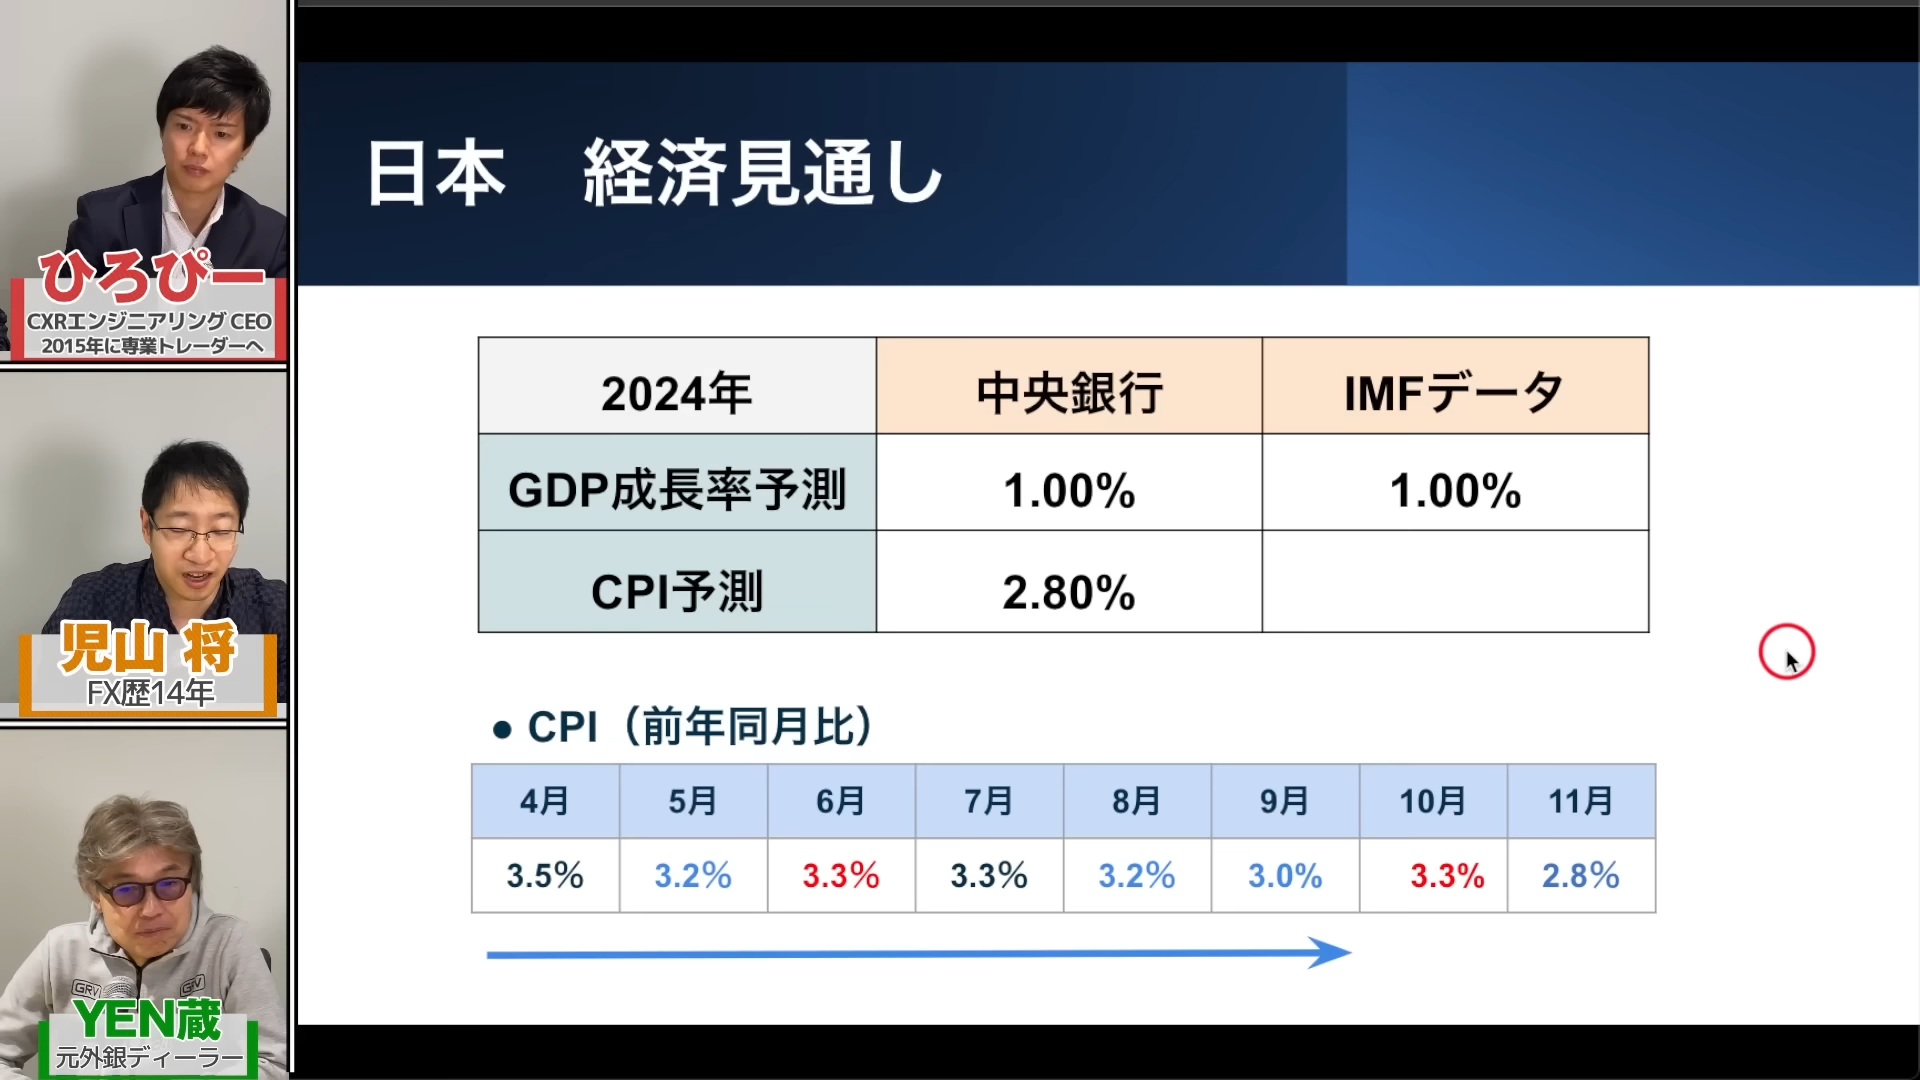 ひろぴー
CXRエンジニアリング CEO
2015年に専業トレーダーへ
児山 将
FX歴14年
GRV
GRV
YEN蔵
元外銀ディーラー
日本　経済見通し
2024年 中央銀行 IMFデータ
GDP成長率予測 1.00% 1.00%
CPI予測 2.80%
● CPI（前年同月比）
4月 5月 6月 7月 8月 9月 10月 11月
3.5% 3.2% 3.3% 3.3% 3.2% 3.0% 3.3% 2.8%